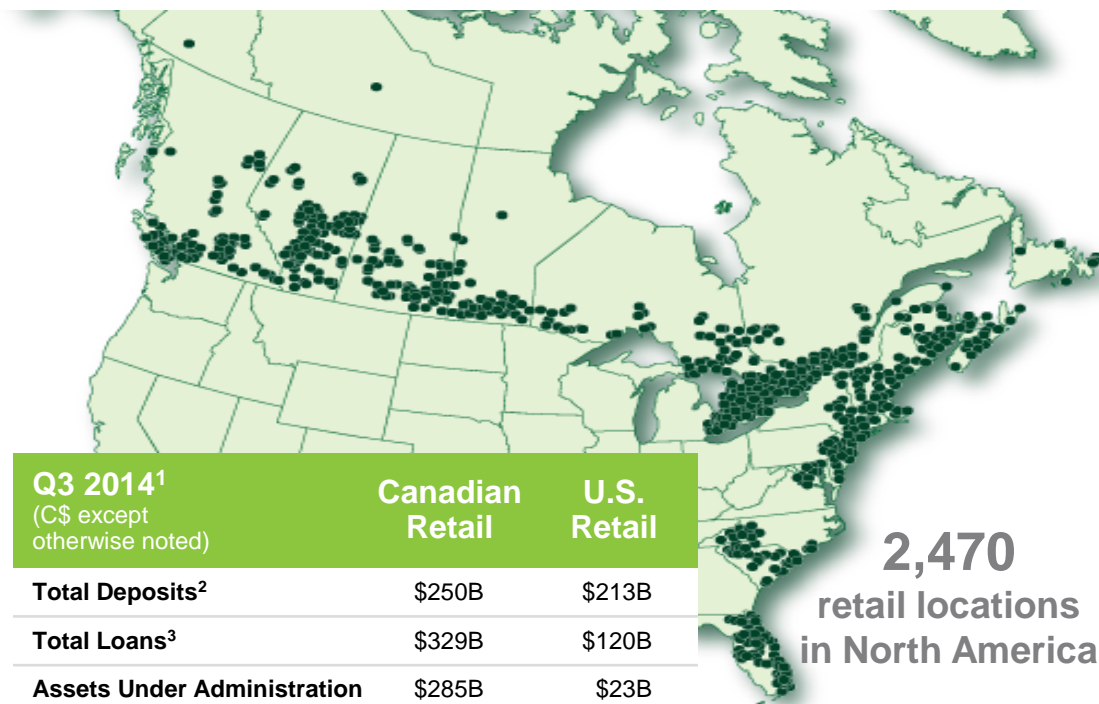 Q3 2014¹
(C$ except
otherwise noted)
Canadian
Retail
U.S.
Retail
Total Deposits² $250B $213B
Total Loans³ $329B $120B
Assets Under Administration $285B $23B
2,470
retail locations
in North America